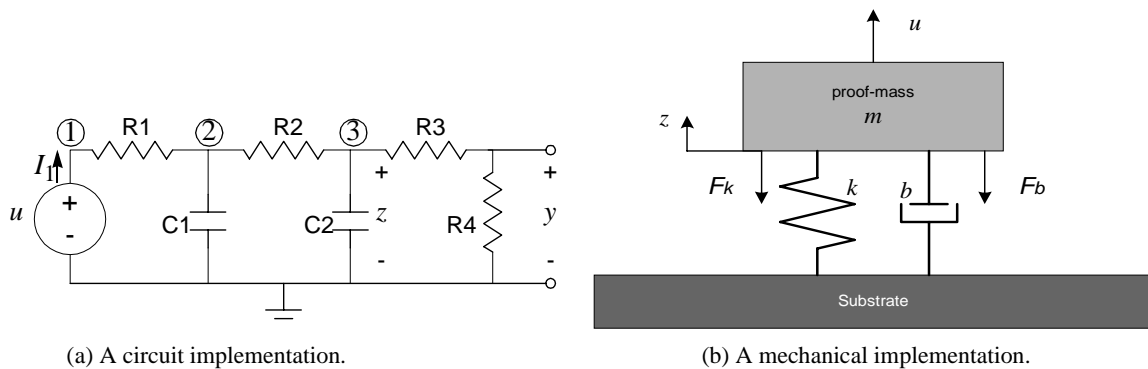 ① R1 ② R2 ③ R3
I1
u
+
-
C1
C2
+
z
-
R4
+
y
-
(a) A circuit implementation.
u
proof-mass
m
z
Fk
k
b
Fb
Substrate
(b) A mechanical implementation.